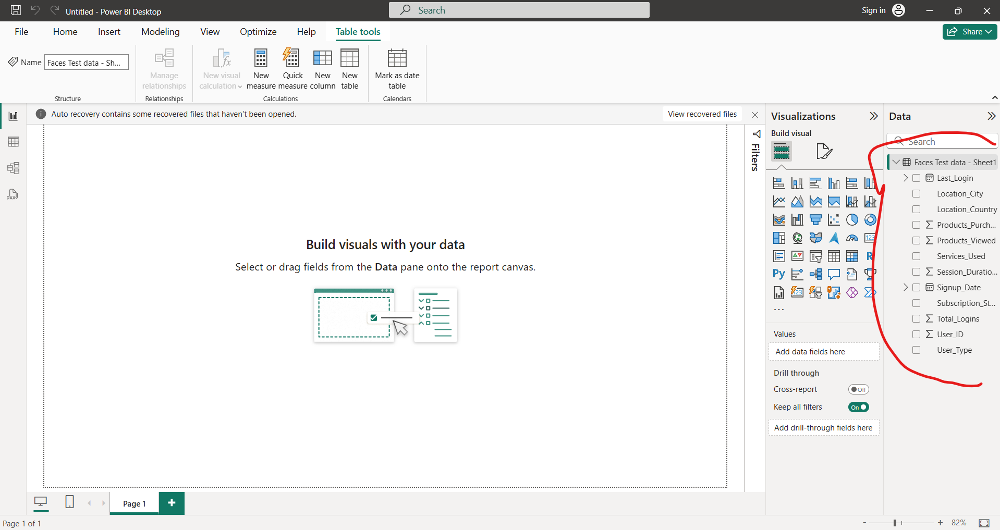 Untitled - Power BI Desktop
Search
Sign in
File Home Insert Modeling View Optimize Help Table tools
Share
Name Faces Test data - Sh...
Structure
Manage relationships
Relationships
New visual calculation
New measure
Quick measure
New column
New table
Calculations
Mark as date table
Calendars
Auto recovery contains some recovered files that haven't been opened.
View recovered files
DAX
Build visuals with your data
Select or drag fields from the Data pane onto the report canvas.
Filters
Visualizations
Build visual
123
R
Py
123
...
Values
Add data fields here
Drill through
Cross-report
Off
Keep all filters
On
Add drill-through fields here
Data
Search
Faces Test data - Sheet1
Last_Login
Location_City
Location_Country
Products_Purch...
Products_Viewed
Services_Used
Session_Duratio...
Signup_Date
Subscription_St...
Total_Logins
User_ID
User_Type
Page 1
+
Page 1 of 1
- + 82%